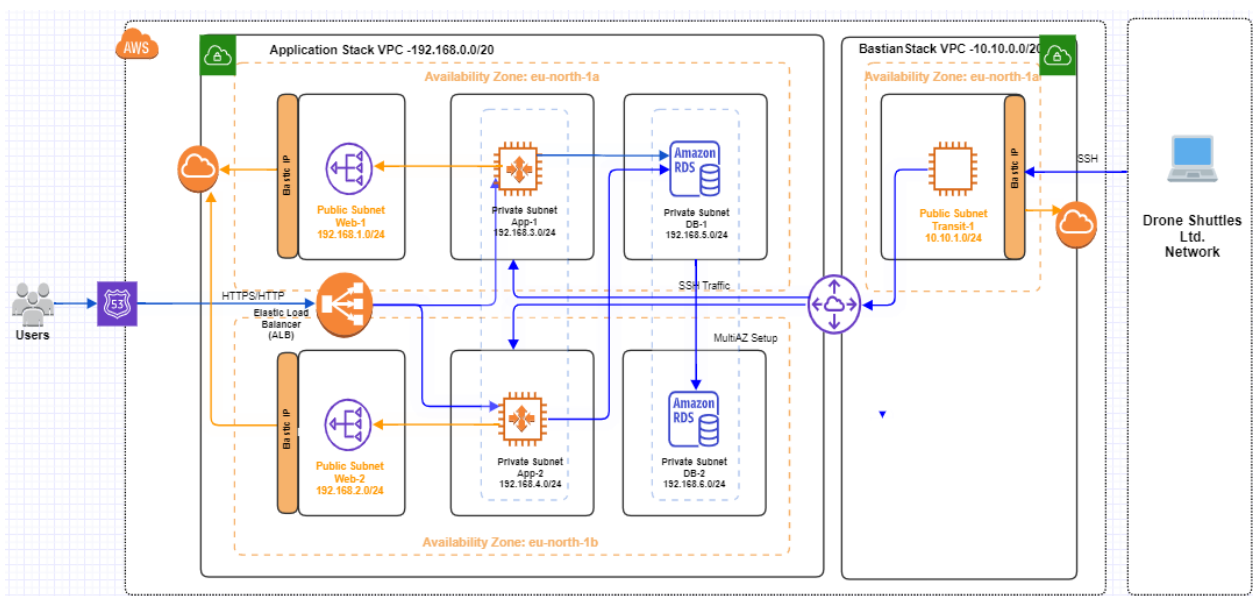 AWS
Application Stack VPC -192.168.0.0/20
BastianStack VPC -10.10.0.0/20
Availability Zone: eu-north-1a
Availability Zone: eu-north-1a
Elastic IP
Public Subnet
Web-1
192.168.1.0/24
Private Subnet
App-1
192.168.3.0/24
Amazon
RDS
Private Subnet
DB-1
192.168.5.0/24
Public Subnet
Transit-1
10.10.1.0/24
Elastic IP
SSH
Drone Shuttles
Ltd.
Network
Users
53
HTTPS/HTTP
Elastic Load
Balancer
(ALB)
SSH Traffic
MultiAZ Setup
Elastic IP
Public Subnet
Web-2
192.168.2.0/24
Private Subnet
App-2
192.168.4.0/24
Amazon
RDS
Private Subnet
DB-2
192.168.6.0/24
Availability Zone: eu-north-1b